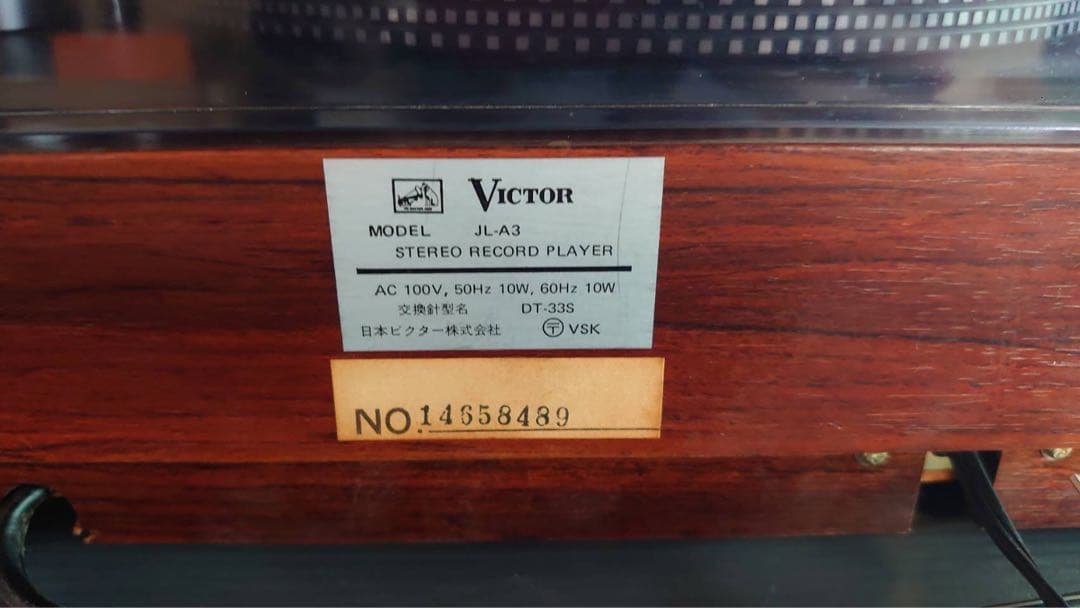 VICTOR
MODEL JL-A3
STEREO RECORD PLAYER
AC 100V, 50Hz 10W, 60Hz 10W
交換針型名 DT-33S
日本ビクター株式会社 〒 VSK
NO.14658489